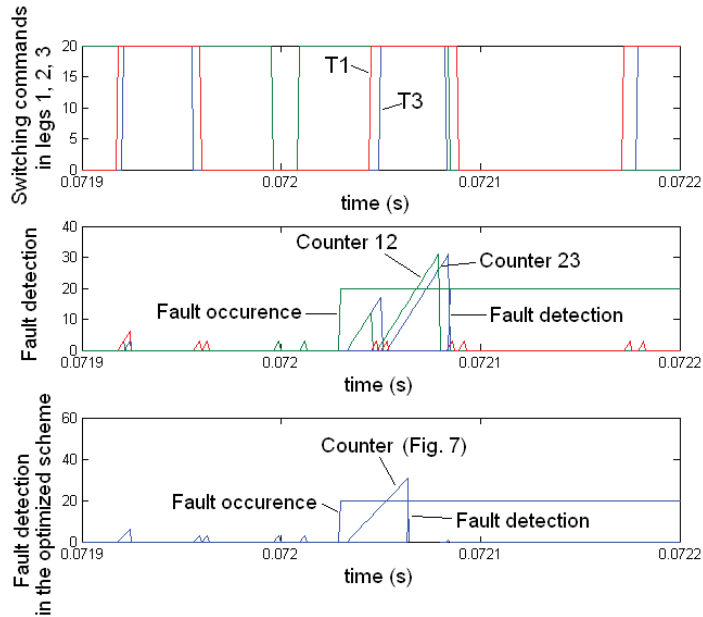 Switching commands
in legs 1, 2, 3
20
15
10
5
0
T1
T3
0.0719
0.072
0.0721
0.0722
time (s)
Fault detection
40
30
20
10
0
Counter 12
Counter 23
Fault occurence
Fault detection
0.0719
0.072
0.0721
0.0722
time (s)
Fault detection
in the optimized scheme
60
40
20
0
Counter (Fig. 7)
Fault occurence
Fault detection
0.0719
0.072
0.0721
0.0722
time (s)